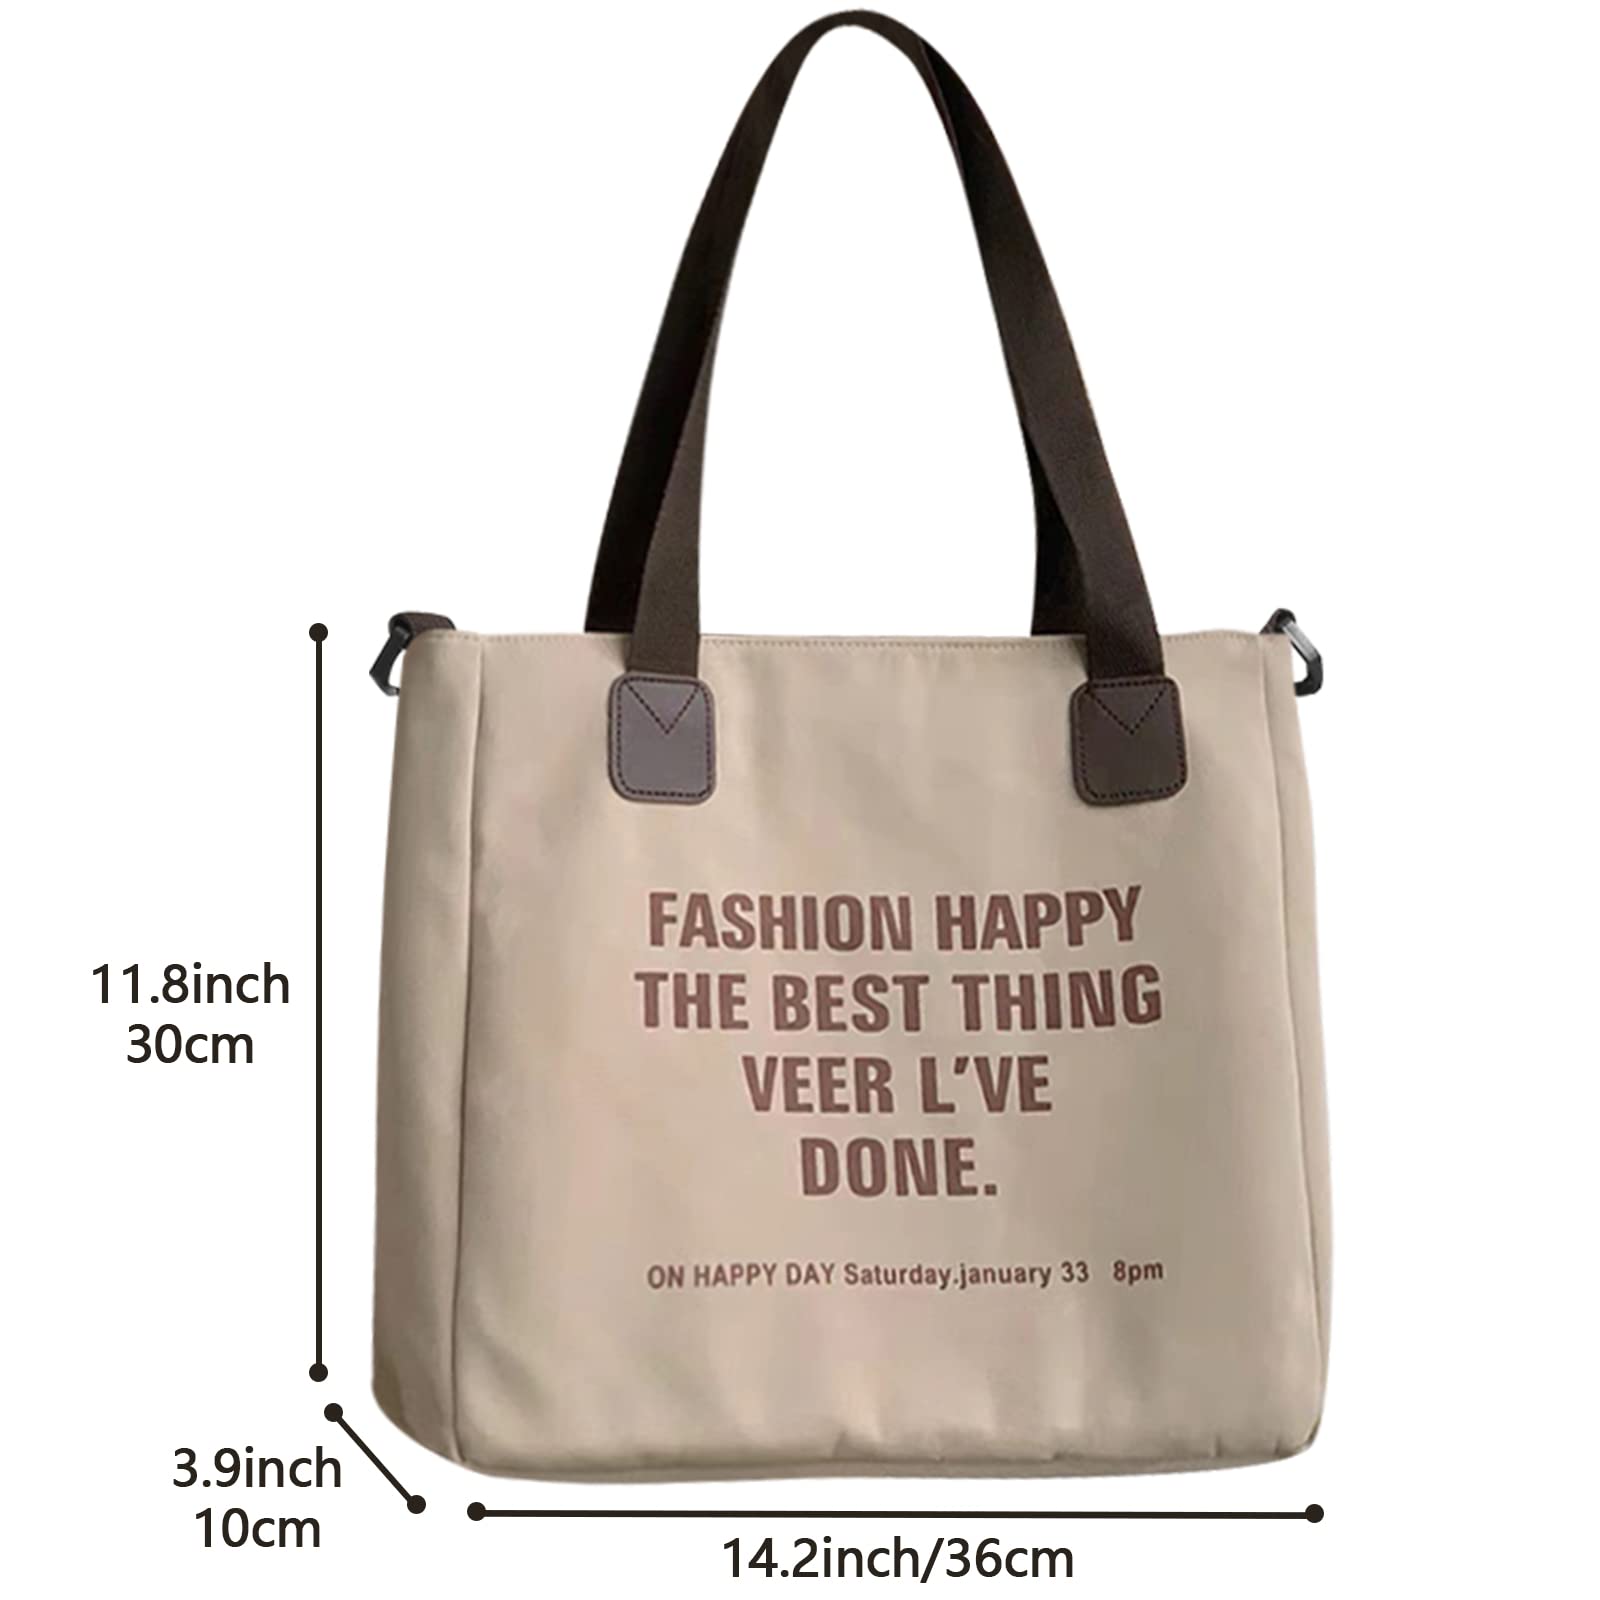 FASHION HAPPY
THE BEST THING
VEER L'VE
DONE.
ON HAPPY DAY Saturday.january 33 8pm
11.8inch
30cm
3.9inch
10cm
14.2inch/36cm